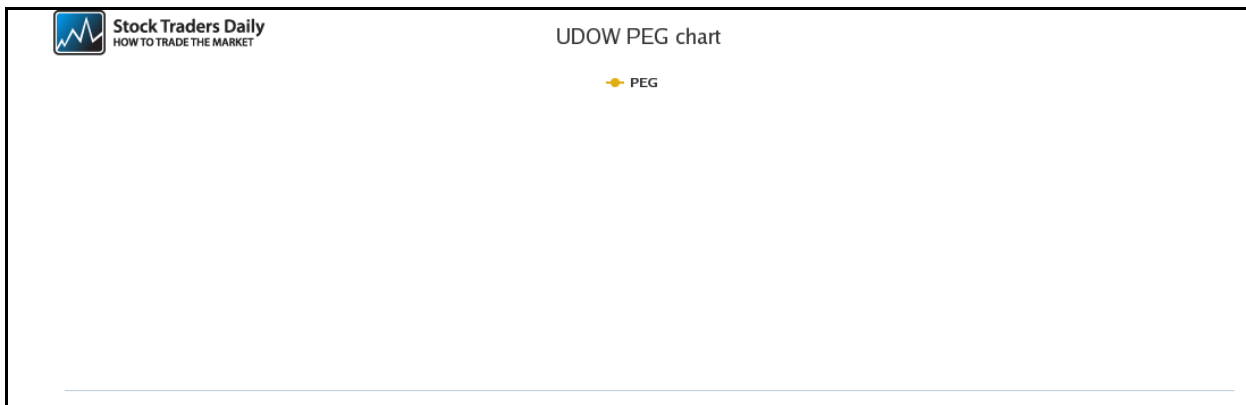 Stock Traders Daily
HOW TO TRADE THE MARKET
UDOW PEG chart
PEG